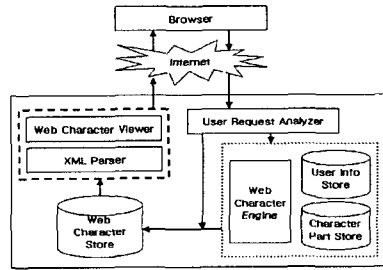 Browser
Internet
Web Character Viewer
XML Parser
User Request Analyzer
Web
Character
Engine
User Info
Store
Character
Part Store
Web
Character
Store